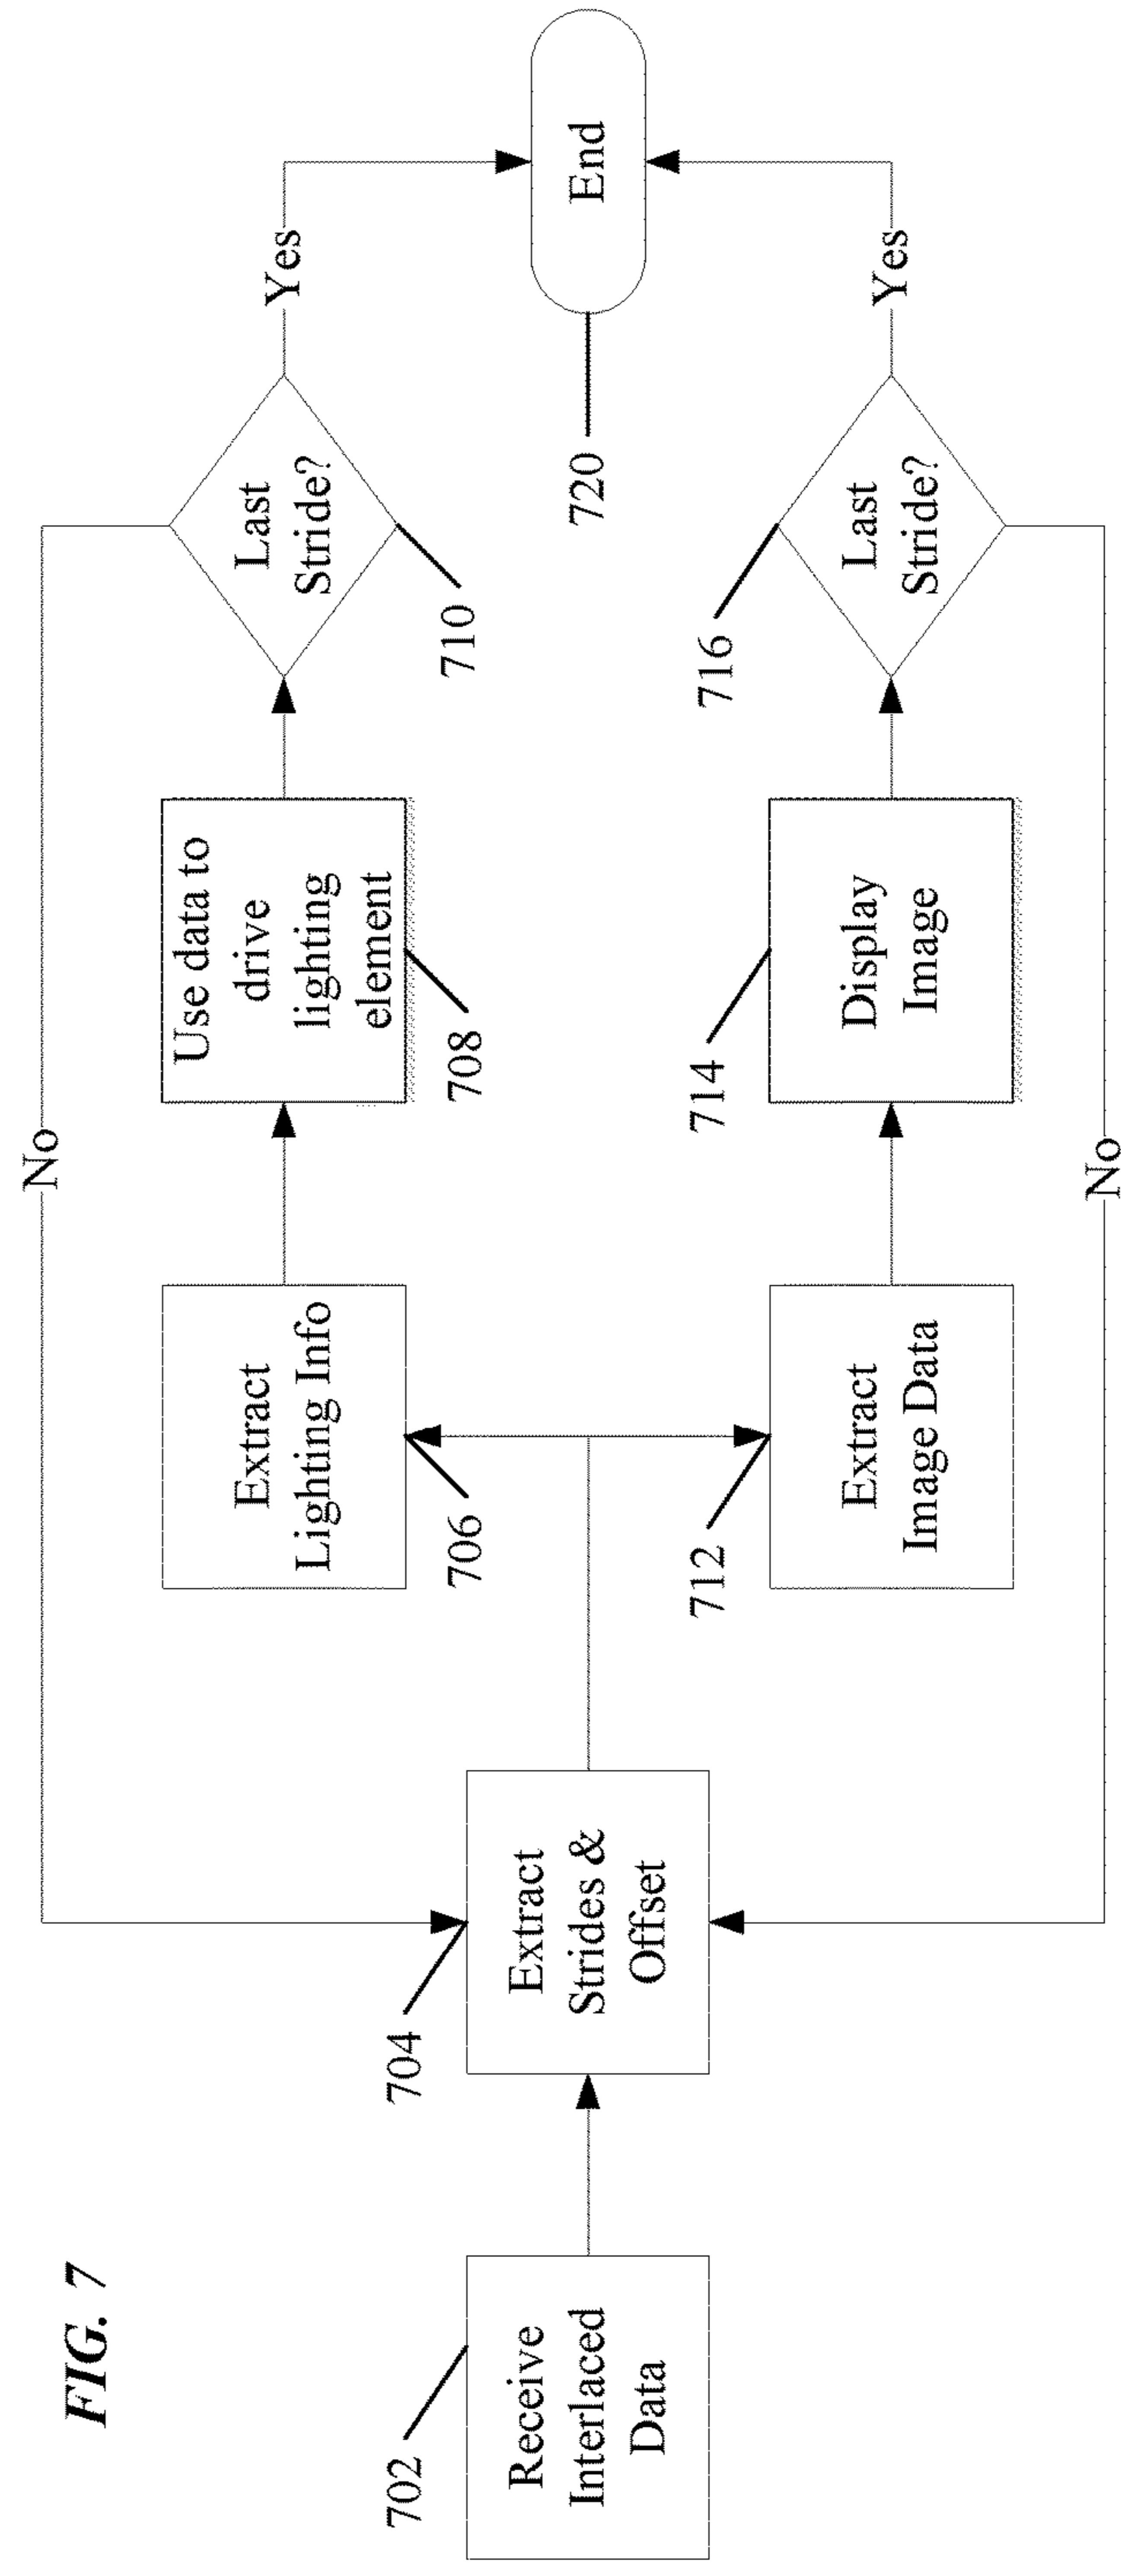 FIG. 7
702
Receive
Interlaced
Data
704
Extract
Strides &
Offset
No
706
Extract
Lighting Info
708
Use data to
drive
lighting
element
710
Last
Stride?
Yes
712
Extract
Image Data
714
Display
Image
716
Last
Stride?
Yes
No
720
End